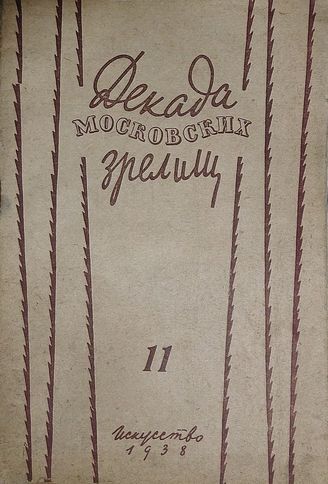 Декада
МОСКОВСКИХ
зрелищ
11
Искусство
1938